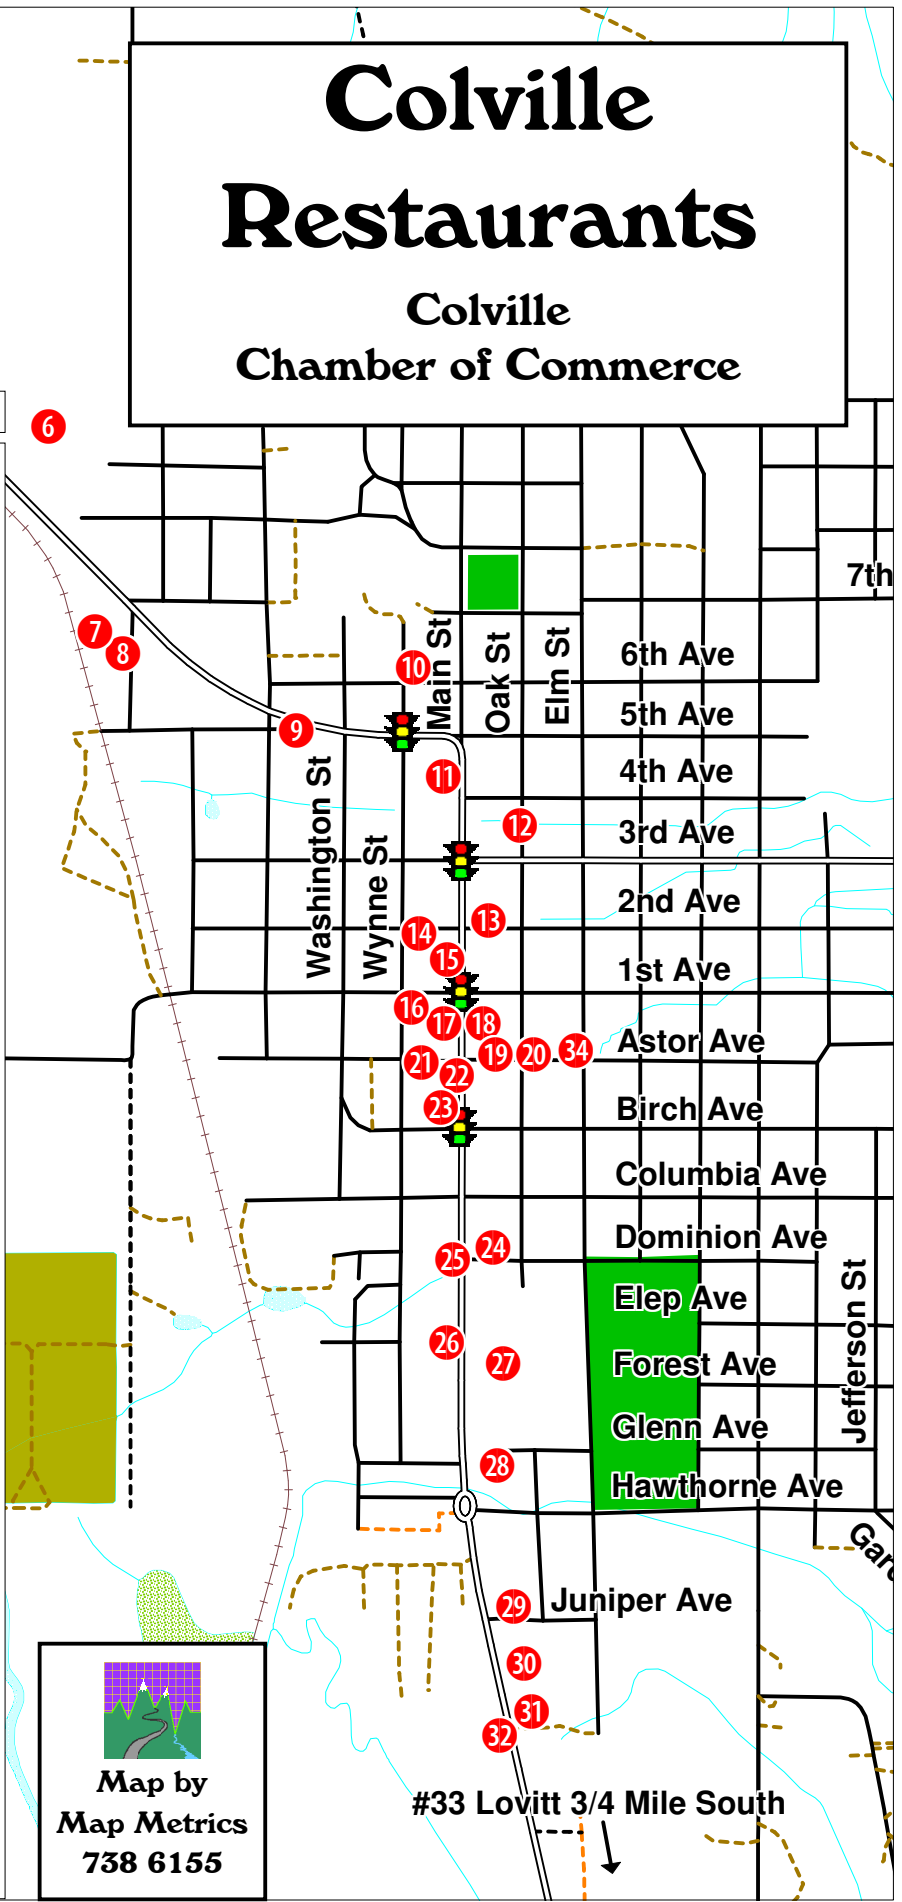 Colville
Restaurants
Colville
Chamber of Commerce
6
7th
7
8
10
Main St
Oak St
Elm St
6th Ave
5th Ave
9
4th Ave
11
12
3rd Ave
Washington St
Wynne St
2nd Ave
13
14
15
1st Ave
16
17
18
Astor Ave
19
20
34
21
22
23
Birch Ave
Columbia Ave
Dominion Ave
24
25
Elep Ave
Jefferson St
26
27
Forest Ave
Glenn Ave
28
Hawthorne Ave
Gard
29
Juniper Ave
30
31
32
#33 Lovitt 3/4 Mile South
Map by
Map Metrics
738 6155